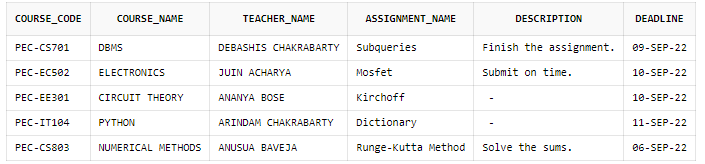 COURSE_CODE COURSE_NAME TEACHER_NAME ASSIGNMENT_NAME DESCRIPTION DEADLINE
PEC-CS701 DBMS DEBASHIS CHAKRABARTY Subqueries Finish the assignment. 09-SEP-22
PEC-EC502 ELECTRONICS JUIN ACHARYA Mosfet Submit on time. 10-SEP-22
PEC-EE301 CIRCUIT THEORY ANANYA BOSE Kirchoff - 10-SEP-22
PEC-IT104 PYTHON ARINDAM CHAKRABARTY Dictionary - 11-SEP-22
PEC-CS803 NUMERICAL METHODS ANUSUA BAVEJA Runge-Kutta Method Solve the sums. 06-SEP-22